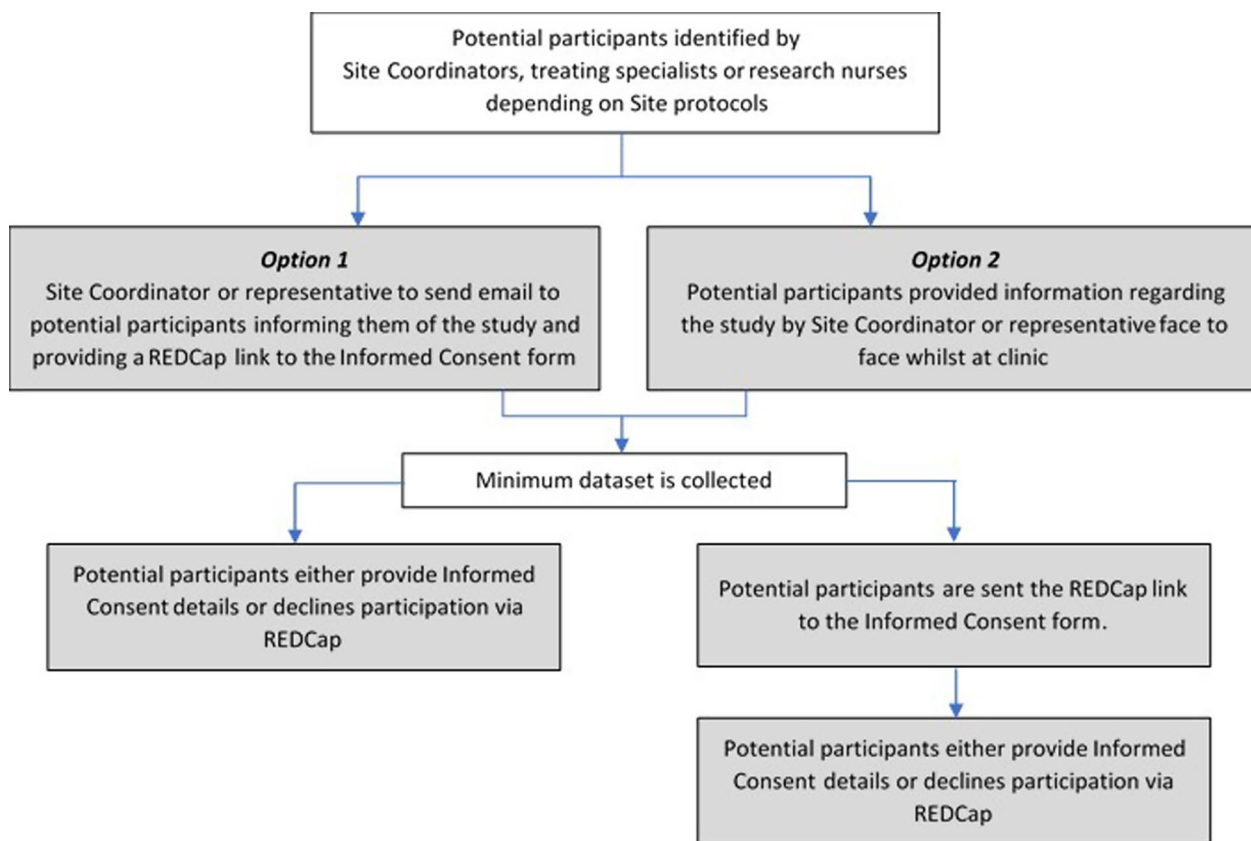 Potential participants identified by
Site Coordinators, treating specialists or research nurses
depending on Site protocols
Option 1
Site Coordinator or representative to send email to
potential participants informing them of the study and
providing a REDCap link to the Informed Consent form
Option 2
Potential participants provided information regarding
the study by Site Coordinator or representative face to
face whilst at clinic
Minimum dataset is collected
Potential participants either provide Informed
Consent details or declines participation via
REDCap
Potential participants are sent the REDCap link
to the Informed Consent form.
Potential participants either provide Informed
Consent details or declines participation via
REDCap